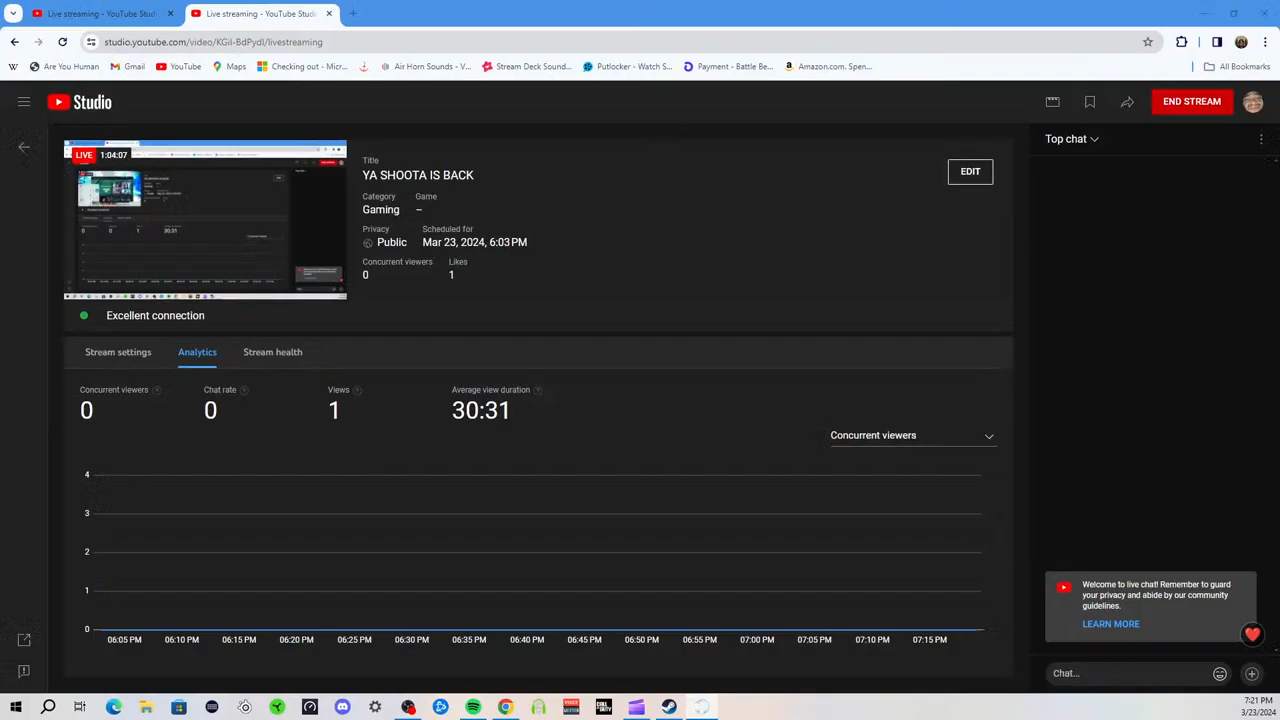 Live streaming - YouTube Studi
Live streaming - YouTube Studi
studio.youtube.com/video/KGiI-BdPydI/livestreaming
Are You Human
Gmail
YouTube
Maps
Checking out - Micr...
Air Horn Sounds - V...
Stream Deck Sound...
Putlocker - Watch S...
Payment - Battle Be...
Amazon.com. Spen...
All Bookmarks
Studio
END STREAM
LIVE 1:04:07
Title
YA SHOOTA IS BACK
EDIT
Category Game
Gaming –
Privacy Scheduled for
Public Mar 23, 2024, 6:03 PM
Concurrent viewers Likes
0 1
Excellent connection
Top chat
Stream settings Analytics Stream health
Concurrent viewers Chat rate Views Average view duration
0 0 1 30:31
Concurrent viewers
4
3
2
1
0
06:05 PM 06:10 PM 06:15 PM 06:20 PM 06:25 PM 06:30 PM 06:35 PM 06:40 PM 06:45 PM 06:50 PM 06:55 PM 07:00 PM 07:05 PM 07:10 PM 07:15 PM
Welcome to live chat! Remember to guard
your privacy and abide by our community
guidelines.
LEARN MORE
Chat...
7:21 PM
3/23/2024